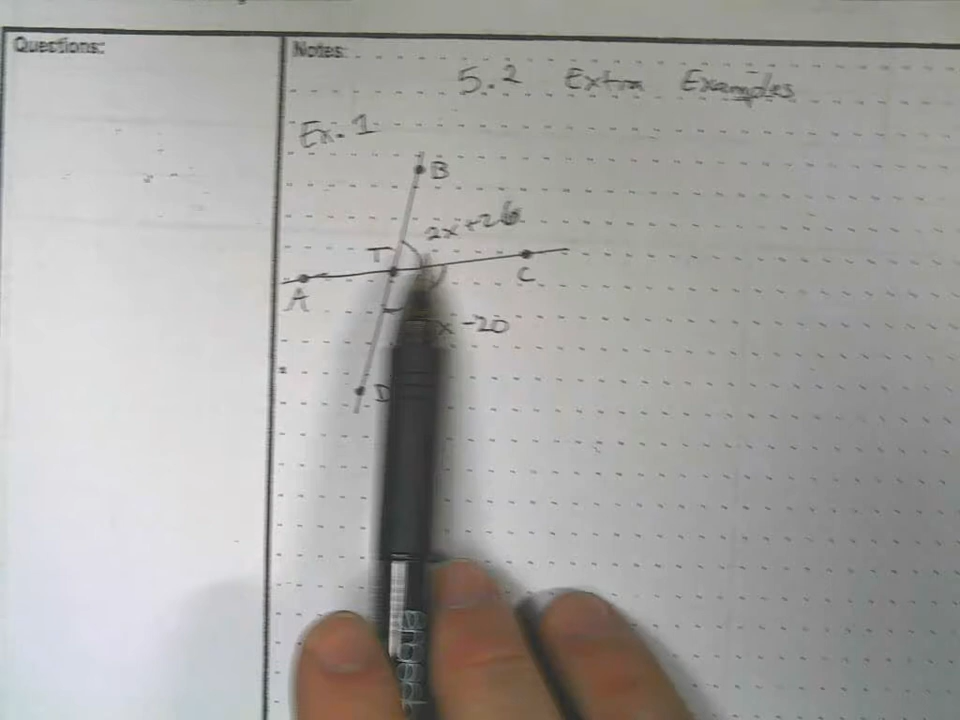 Questions:
Notes:
5.2 Extra Examples
Ex. 1
B
2x+26
T
C
A
x-20
D